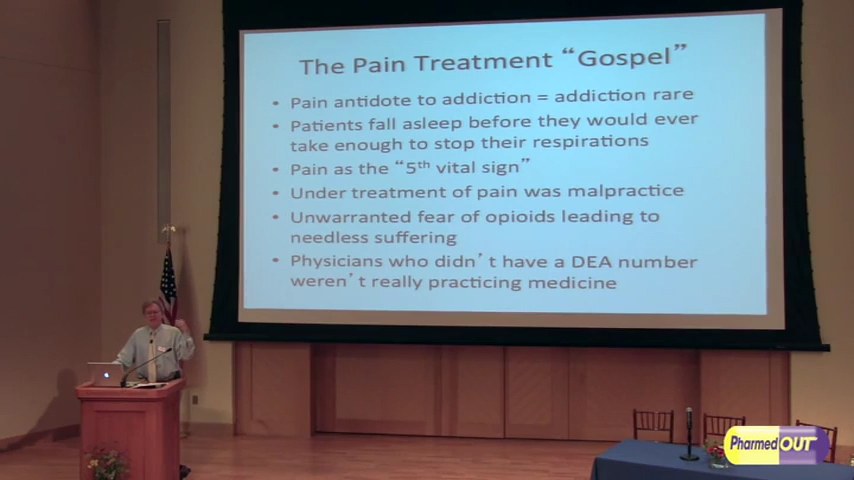 The Pain Treatment “Gospel”
• Pain antidote to addiction = addiction rare
• Patients fall asleep before they would ever
take enough to stop their respirations
• Pain as the “5th vital sign”
• Under treatment of pain was malpractice
• Unwarranted fear of opioids leading to
needless suffering
• Physicians who didn’t have a DEA number
weren’t really practicing medicine
PharmedOUT